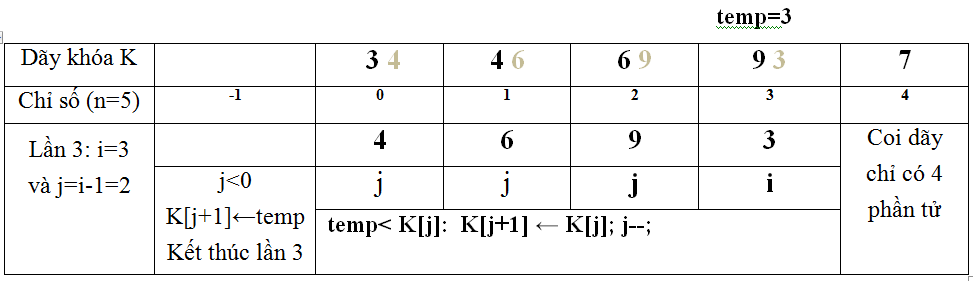 temp=3
Dãy khóa K 3 4 4 6 6 9 9 3 7
Chỉ số (n=5) -1 0 1 2 3 4
Lần 3: i=3
và j=i-1=2
j<0
K[j+1]←temp
Kết thúc lần 3
4 6 9 3
j j j i
temp< K[j]: K[j+1] ← K[j]; j--;
Coi dãy
chỉ có 4
phần tử